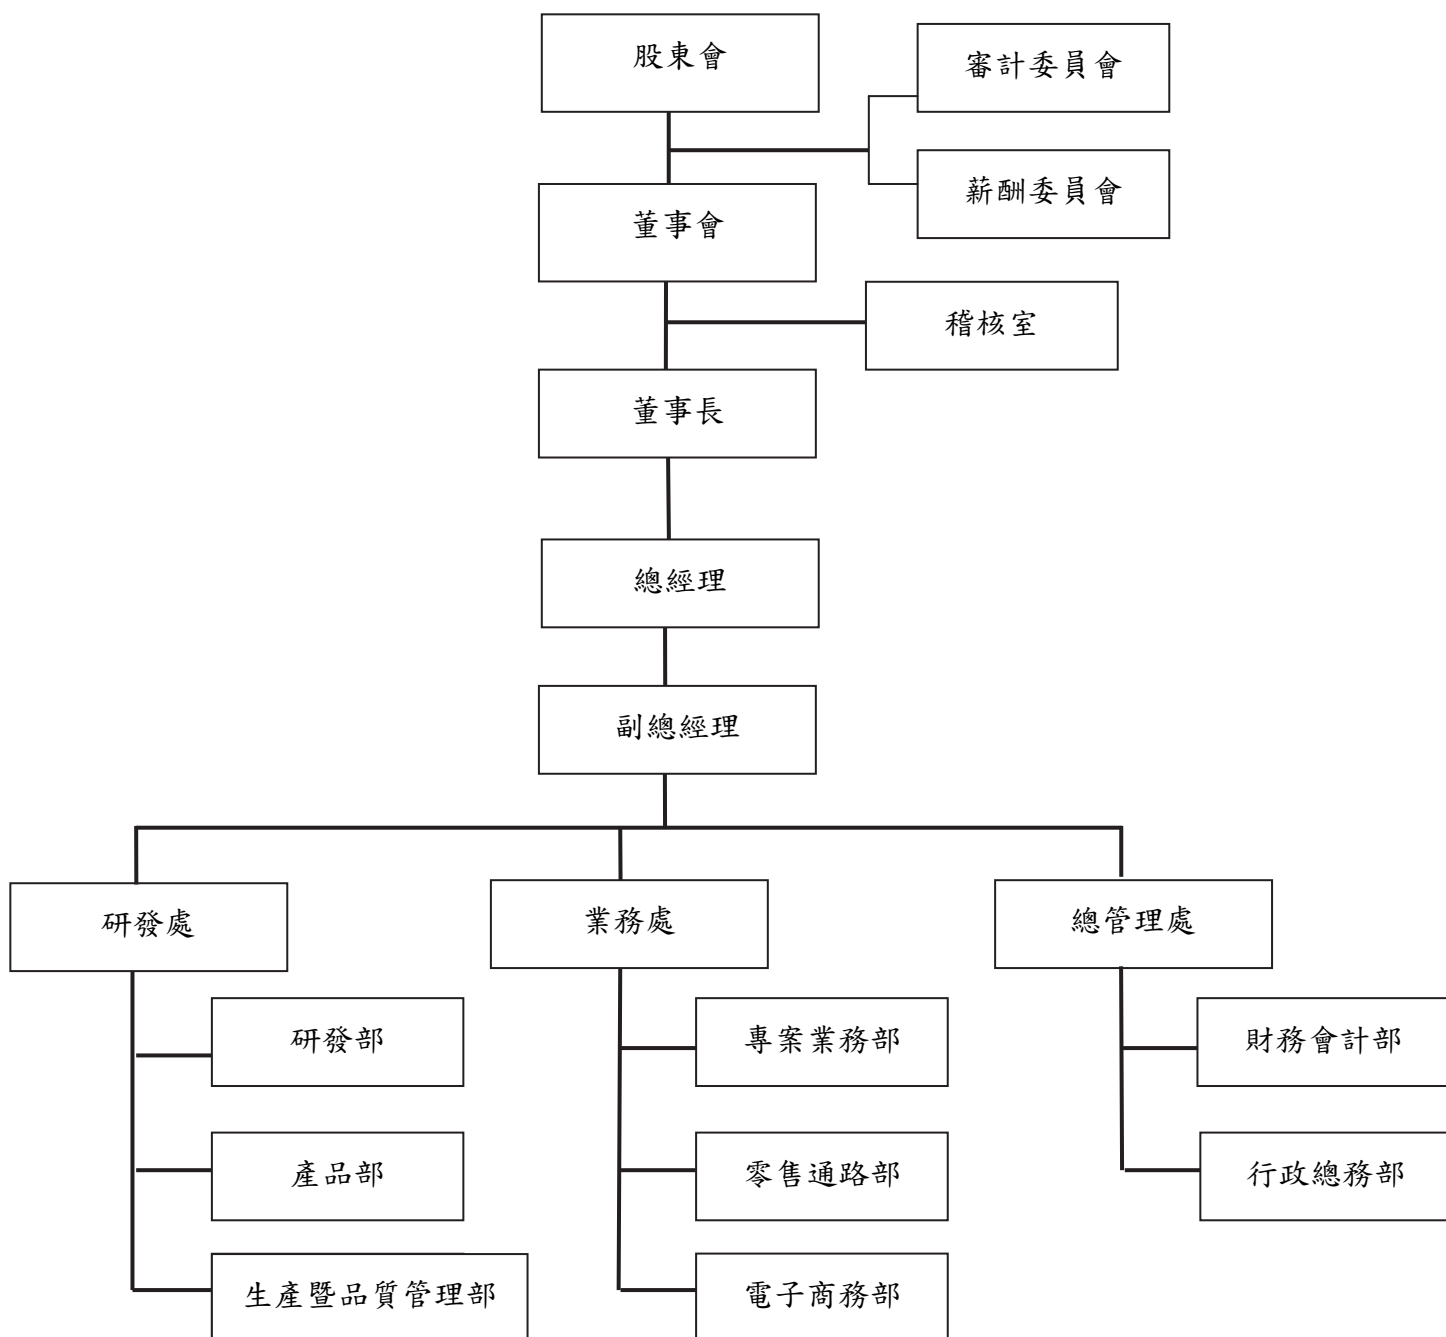 股東會
審計委員會
薪酬委員會
董事會
稽核室
董事長
總經理
副總經理
研發處
業務處
總管理處
研發部
專案業務部
財務會計部
產品部
零售通路部
行政總務部
生產暨品質管理部
電子商務部